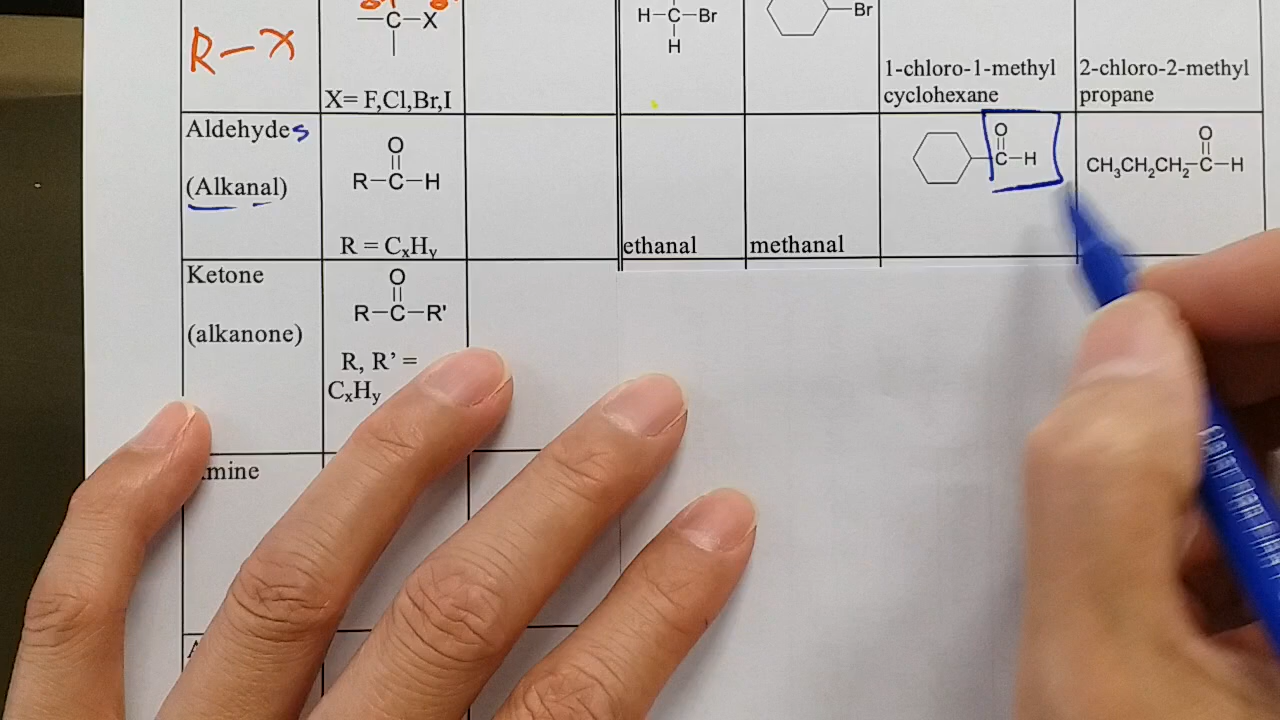 R-X
δ+ δ-
—C—X
X= F,Cl,Br,I
H—C—Br
H
Br
1-chloro-1-methyl
cyclohexane
2-chloro-2-methyl
propane
Aldehydes
(Alkanal)
O
R—C—H
R = CxHy
ethanal
methanal
O
C—H
O
CH3CH2CH2—C—H
Ketone
(alkanone)
O
R—C—R'
R, R' =
CxHy
mine